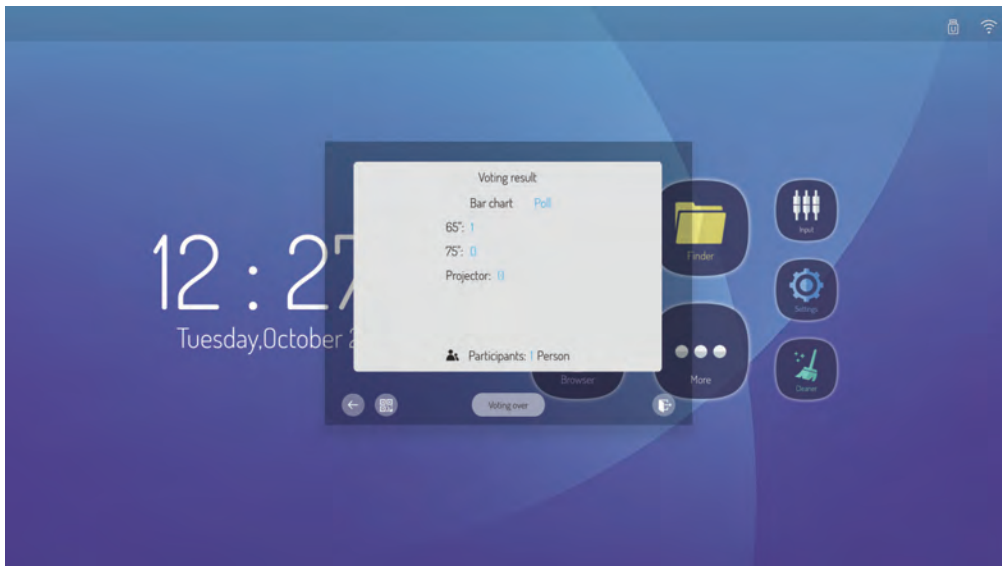 Voting result
Bar chart Poll
65": 1
75": 0
Projector: 0
Participants: 1 Person
Voting over
12 : 27
Tuesday,October
Finder
Browser
More
Input
Settings
Cleaner